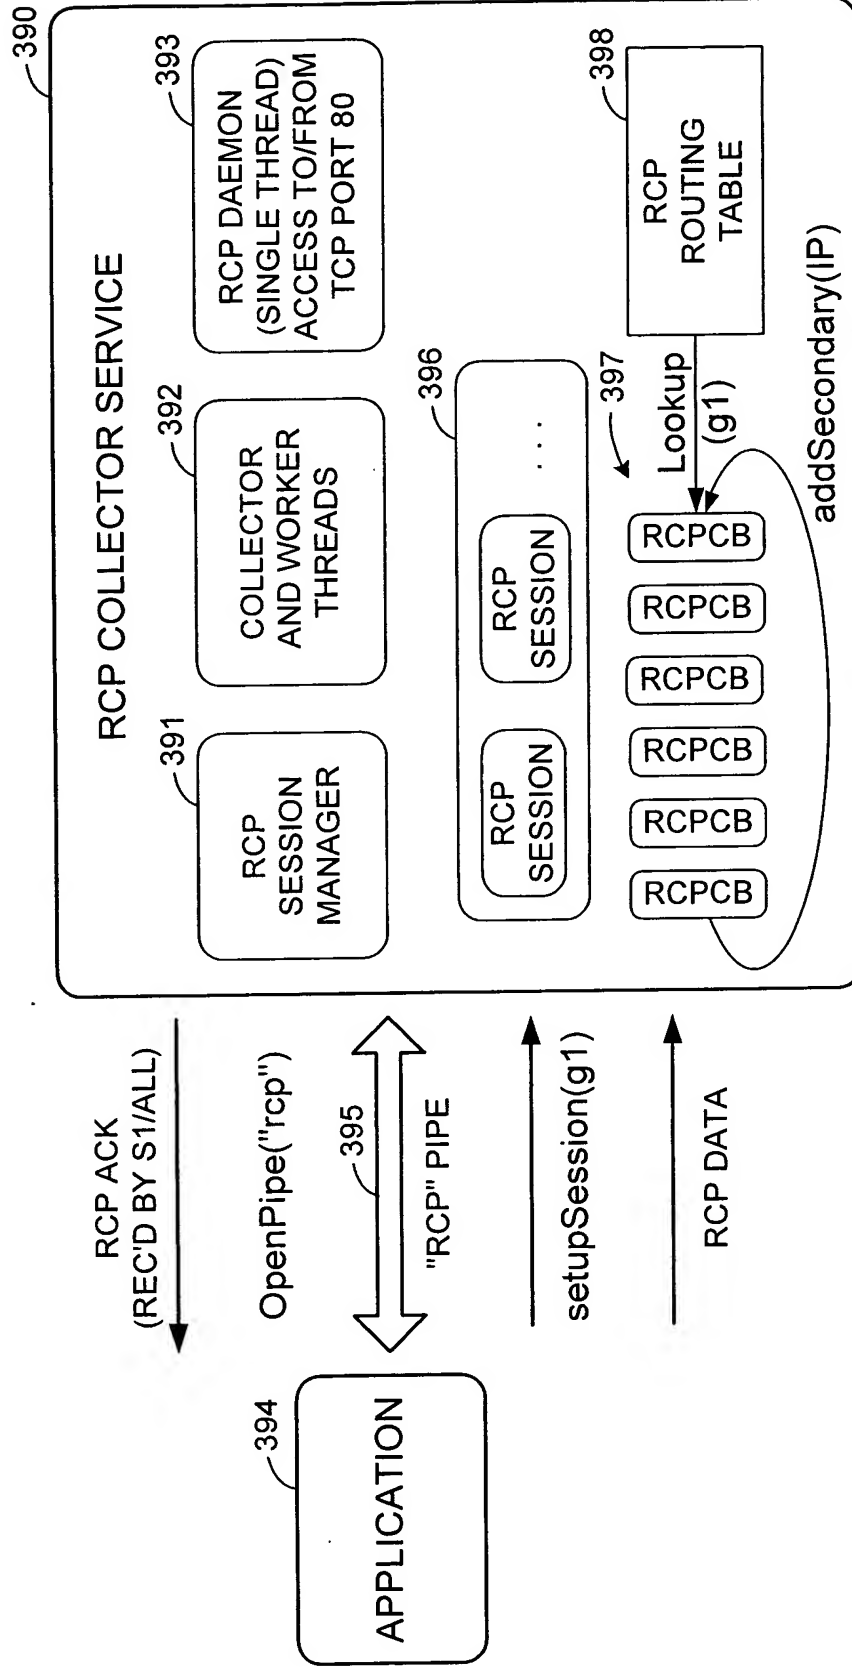 390
RCP COLLECTOR SERVICE
391
RCP
SESSION
MANAGER
392
COLLECTOR
AND WORKER
THREADS
393
RCP DAEMON
(SINGLE THREAD)
ACCESS TO/FROM
TCP PORT 80
RCP ACK
(REC'D BY S1/ALL)
394
APPLICATION
OpenPipe("rcp")
395
"RCP" PIPE
setupSession(g1)
RCP DATA
396
RCP
SESSION
RCP
SESSION
. . .
397
RCPCB
RCPCB
RCPCB
RCPCB
RCPCB
RCPCB
Lookup
(g1)
398
RCP
ROUTING
TABLE
addSecondary(IP)